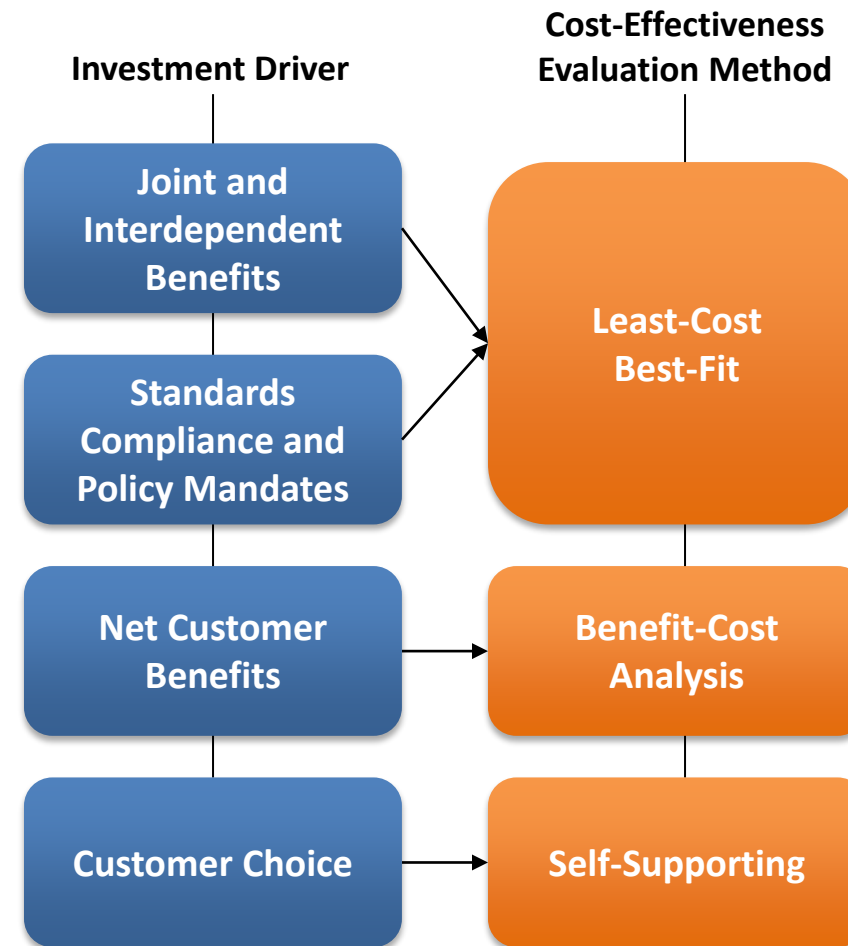 Investment Driver
Cost-Effectiveness
Evaluation Method
Joint and
Interdependent
Benefits
Standards
Compliance and
Policy Mandates
Least-Cost
Best-Fit
Net Customer
Benefits
Benefit-Cost
Analysis
Customer Choice
Self-Supporting